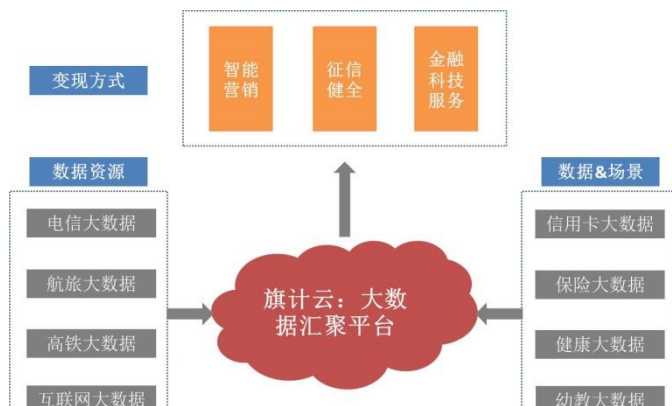 变现方式
智能
营销
征信
健全
金融
科技
服务
数据资源
电信大数据
航旅大数据
高铁大数据
互联网大数据
旗计云：大数
据汇聚平台
数据&场景
信用卡大数据
保险大数据
健康大数据
幼教大数据